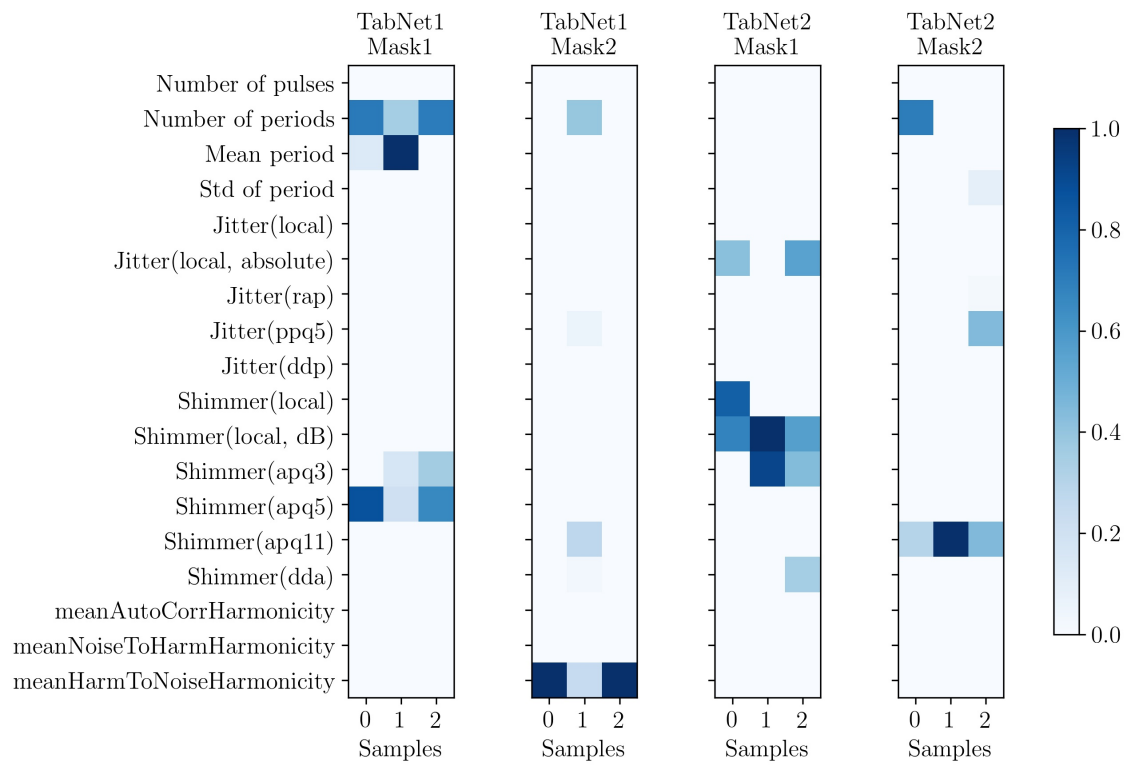 TabNet1
Mask1
TabNet1
Mask2
TabNet2
Mask1
TabNet2
Mask2
Number of pulses
Number of periods
Mean period
Std of period
Jitter(local)
Jitter(local, absolute)
Jitter(rap)
Jitter(ppq5)
Jitter(ddp)
Shimmer(local)
Shimmer(local, dB)
Shimmer(apq3)
Shimmer(apq5)
Shimmer(apq11)
Shimmer(dda)
meanAutoCorrHarmonicity
meanNoiseToHarmHarmonicity
meanHarmToNoiseHarmonicity
0 1 2
Samples
0 1 2
Samples
0 1 2
Samples
0 1 2
Samples
1.0
0.8
0.6
0.4
0.2
0.0